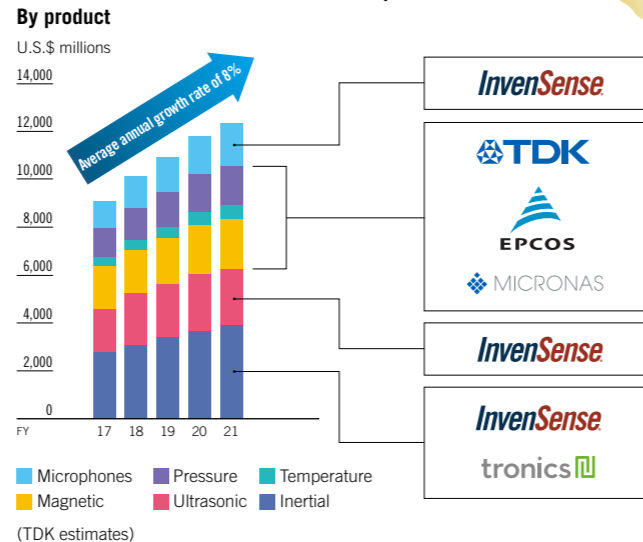 By product
U.S.$ millions
14,000
12,000
10,000
8,000
6,000
4,000
2,000
0
FY 17 18 19 20 21
Average annual growth rate of 8%
InvenSense
TDK
EPCOS
MICRONAS
InvenSense
InvenSense
tronics
Microphones Pressure Temperature
Magnetic Ultrasonic Inertial
(TDK estimates)